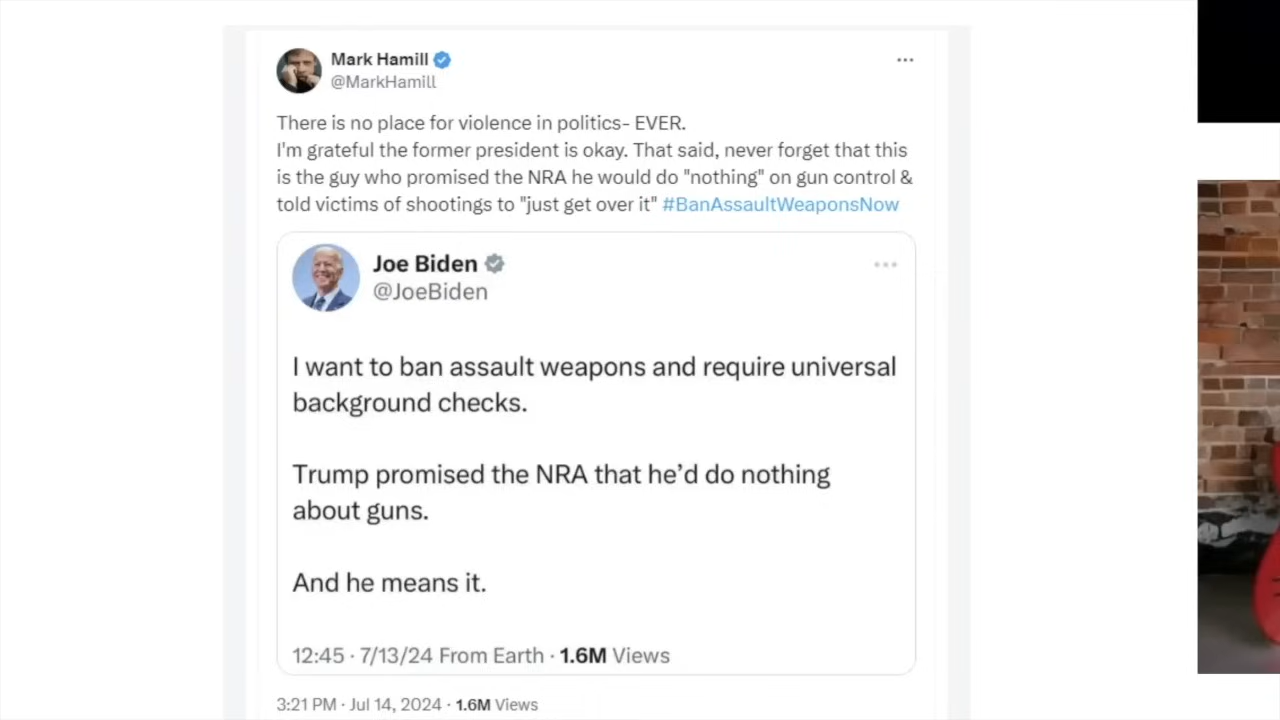 Mark Hamill
@MarkHamill
There is no place for violence in politics- EVER.
I'm grateful the former president is okay. That said, never forget that this
is the guy who promised the NRA he would do "nothing" on gun control &
told victims of shootings to "just get over it" #BanAssaultWeaponsNow
Joe Biden
@JoeBiden
I want to ban assault weapons and require universal
background checks.
Trump promised the NRA that he’d do nothing
about guns.
And he means it.
12:45 · 7/13/24 From Earth · 1.6M Views
3:21 PM · Jul 14, 2024 · 1.6M Views